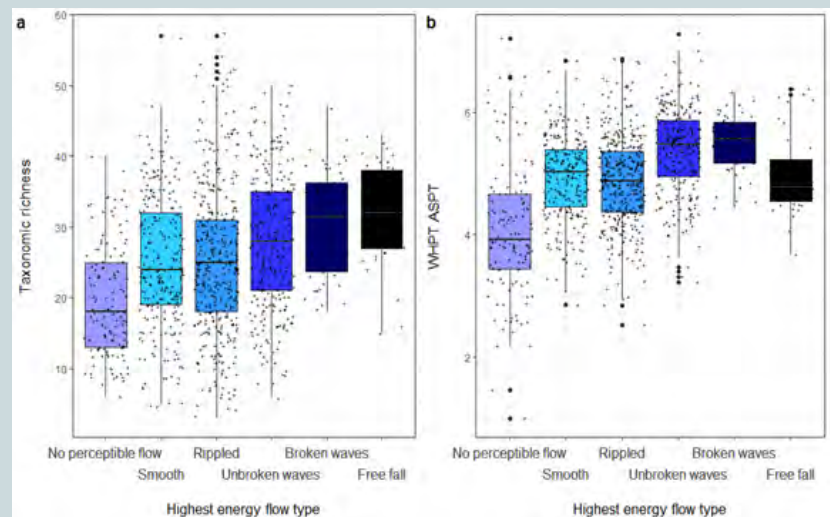 a
60
50
40
30
20
10
Taxonomic richness
No perceptible flow Rippled Broken waves
Smooth Unbroken waves Free fall
Highest energy flow type
b
6
4
2
WHPT ASPT
No perceptible flow Rippled Broken waves
Smooth Unbroken waves Free fall
Highest energy flow type